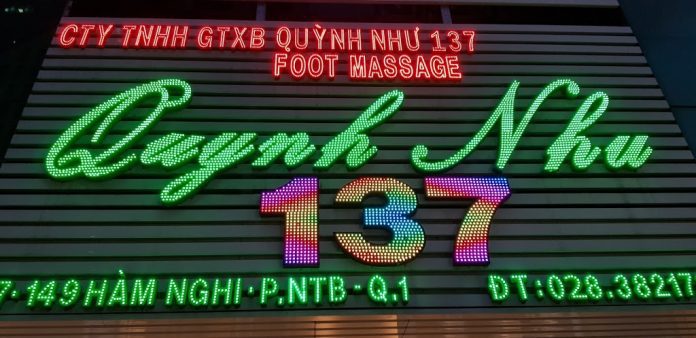 CTY TNHH GTXB QUỲNH NHƯ 137
FOOT MASSAGE
Quynh Nhu
137
7-149 HÀM NGHI • P.NTB - Q.1 ĐT: 028.38217